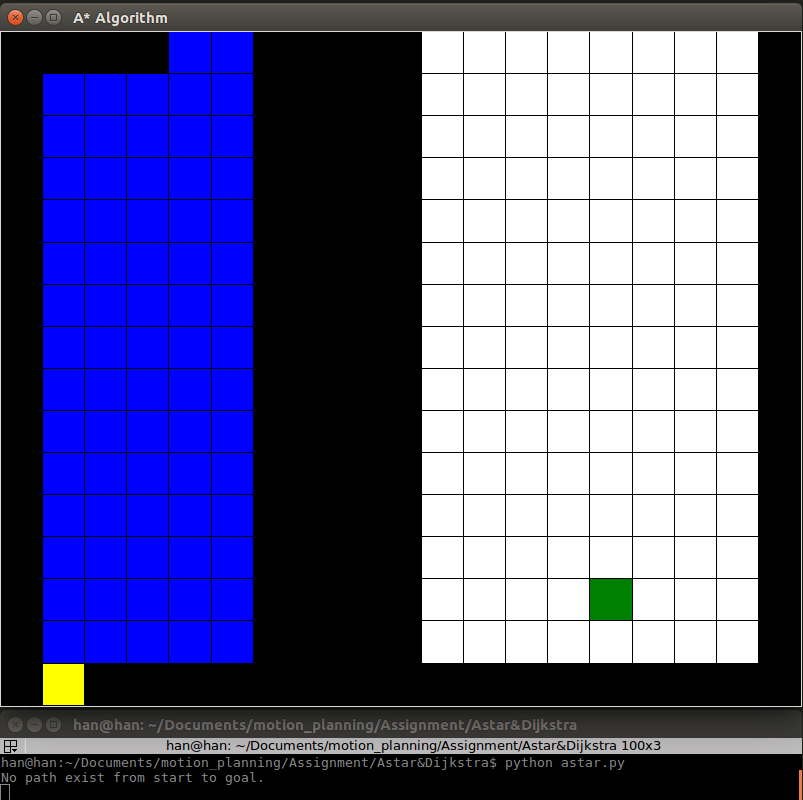 A* Algorithm
han@han: ~/Documents/motion_planning/Assignment/Astar&Dijkstra
han@han: ~/Documents/motion_planning/Assignment/Astar&Dijkstra 100x3
han@han:~/Documents/motion_planning/Assignment/Astar&Dijkstra$ python astar.py
No path exist from start to goal.